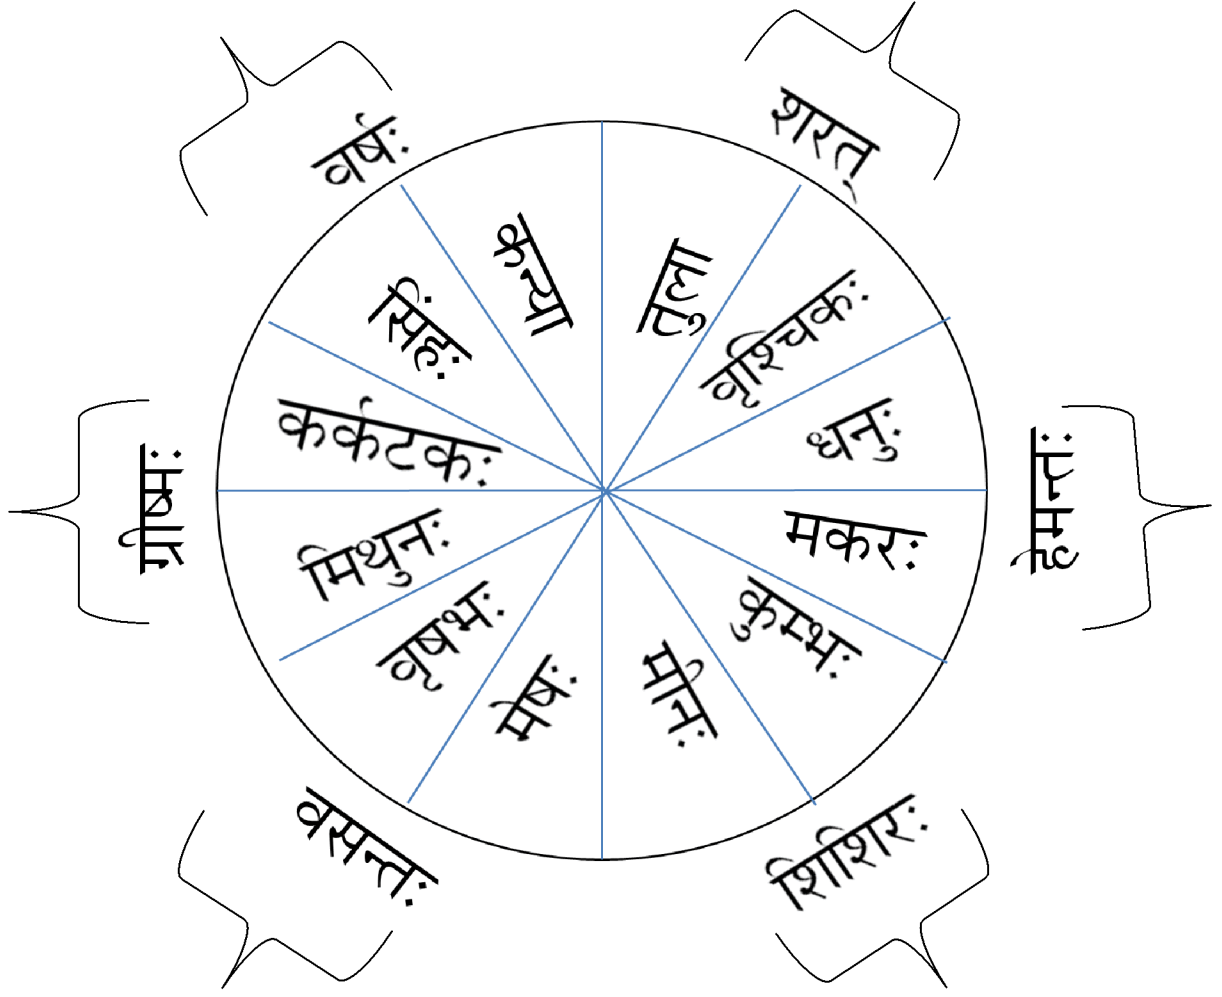 वर्षः
शरत्
कन्या
तुला
सिंहः
वृश्चिकः
कर्कटकः
धनुः
ग्रीष्मः
हेमन्तः
मिथुनः
मकरः
वृषभः
कुम्भः
मेषः
मीनः
वसन्तः
शिशिरः